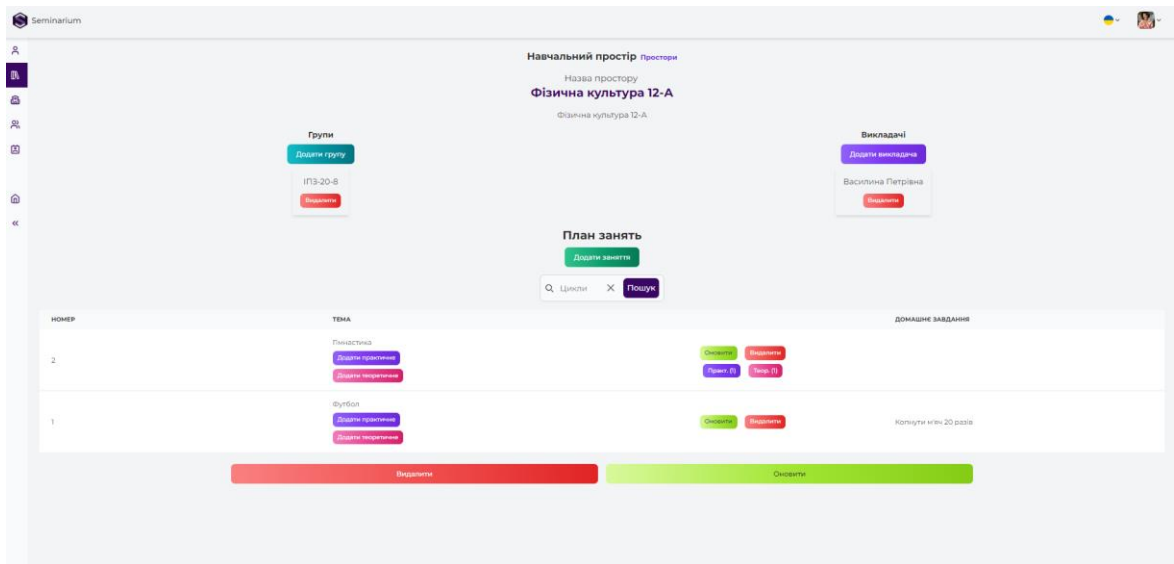 Seminarium
Навчальний простір Простори
Назва простору
Фізична культура 12-А
Фізична культура 12-А
Групи
Додати групу
ІПЗ-20-8
Видалити
Викладачі
Додати викладача
Василина Петрівна
Видалити
План занять
Додати заняття
Цикли
Пошук
НОМЕР ТЕМА ДОМАШНЄ ЗАВДАННЯ
2
Гімнастика
Додати практичне
Додати теоретичне
Оновити Видалити
Практ. (1) Теор. (1)
1
Футбол
Додати практичне
Додати теоретичне
Оновити Видалити
Копнути м'яч 20 разів
Видалити Оновити